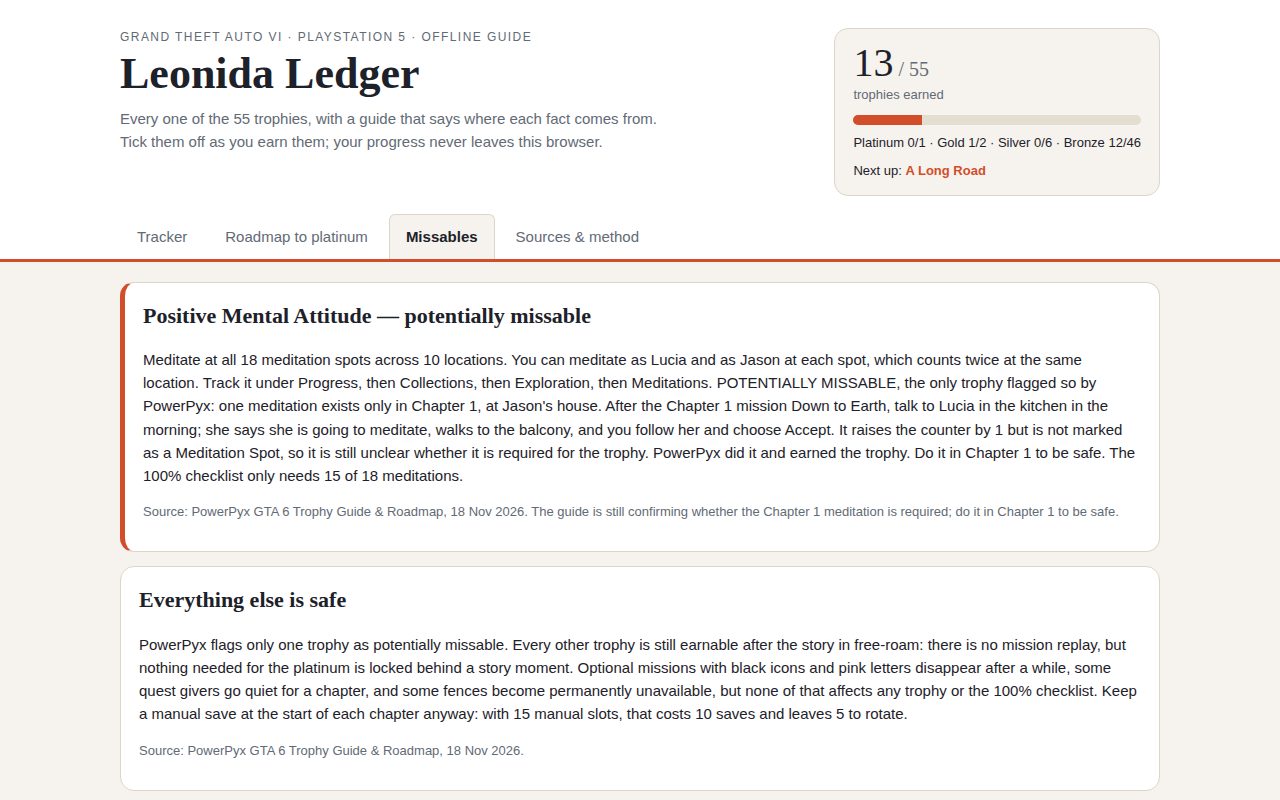 GRAND THEFT AUTO VI · PLAYSTATION 5 · OFFLINE GUIDE
Leonida Ledger
Every one of the 55 trophies, with a guide that says where each fact comes from.
Tick them off as you earn them; your progress never leaves this browser.
13 / 55
trophies earned
Platinum 0/1 · Gold 1/2 · Silver 0/6 · Bronze 12/46
Next up: A Long Road
Tracker
Roadmap to platinum
Missables
Sources & method
Positive Mental Attitude — potentially missable
Meditate at all 18 meditation spots across 10 locations. You can meditate as Lucia and as Jason at each spot, which counts twice at the same
location. Track it under Progress, then Collections, then Exploration, then Meditations. POTENTIALLY MISSABLE, the only trophy flagged so by
PowerPyx: one meditation exists only in Chapter 1, at Jason's house. After the Chapter 1 mission Down to Earth, talk to Lucia in the kitchen in the
morning; she says she is going to meditate, walks to the balcony, and you follow her and choose Accept. It raises the counter by 1 but is not marked
as a Meditation Spot, so it is still unclear whether it is required for the trophy. PowerPyx did it and earned the trophy. Do it in Chapter 1 to be safe. The
100% checklist only needs 15 of 18 meditations.
Source: PowerPyx GTA 6 Trophy Guide & Roadmap, 18 Nov 2026. The guide is still confirming whether the Chapter 1 meditation is required; do it in Chapter 1 to be safe.
Everything else is safe
PowerPyx flags only one trophy as potentially missable. Every other trophy is still earnable after the story in free-roam: there is no mission replay, but
nothing needed for the platinum is locked behind a story moment. Optional missions with black icons and pink letters disappear after a while, some
quest givers go quiet for a chapter, and some fences become permanently unavailable, but none of that affects any trophy or the 100% checklist. Keep
a manual save at the start of each chapter anyway: with 15 manual slots, that costs 10 saves and leaves 5 to rotate.
Source: PowerPyx GTA 6 Trophy Guide & Roadmap, 18 Nov 2026.